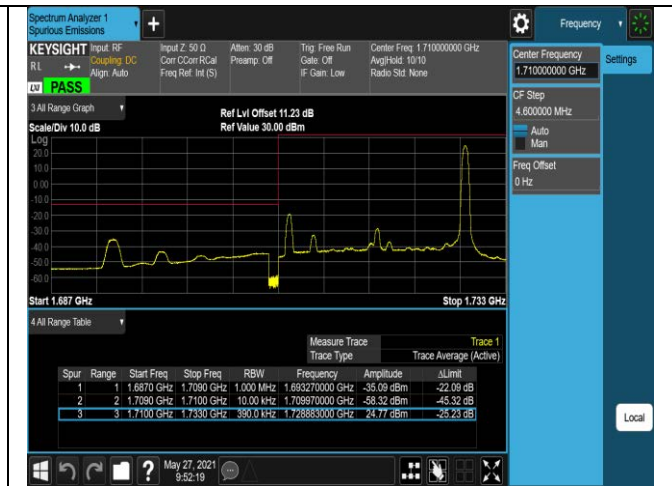 Spectrum Analyzer 1
Spurious Emissions
Frequency
KEYSIGHT
RL
PASS
Input: RF
Coupling: DC
Align: Auto
Input Z: 50 Ω
Corr CCorr RCal
Freq Ref: Int (S)
Atten: 30 dB
Preamp: Off
Trig: Free Run
Gate: Off
IF Gain: Low
Center Freq: 1.710000000 GHz
Avg|Hold: 10/10
Radio Std: None
3 All Range Graph
Scale/Div 10.0 dB
Ref Lvl Offset 11.23 dB
Ref Value 30.00 dBm
Log
20.0
10.0
0.00
-10.0
-20.0
-30.0
-40.0
-50.0
-60.0
Start 1.687 GHz
Stop 1.733 GHz
4 All Range Table
Measure Trace Trace 1
Trace Type Trace Average (Active)
Spur Range Start Freq Stop Freq RBW Frequency Amplitude ΔLimit
1 1 1.6870 GHz 1.7090 GHz 1.000 MHz 1.693270000 GHz -35.09 dBm -22.09 dB
2 2 1.7090 GHz 1.7100 GHz 10.00 kHz 1.709970000 GHz -58.32 dBm -45.32 dB
3 3 1.7100 GHz 1.7330 GHz 390.0 kHz 1.728883000 GHz 24.77 dBm -25.23 dB
May 27, 2021
9:52:19
Center Frequency
1.710000000 GHz
Settings
CF Step
4.600000 MHz
Auto
Man
Freq Offset
0 Hz
Local